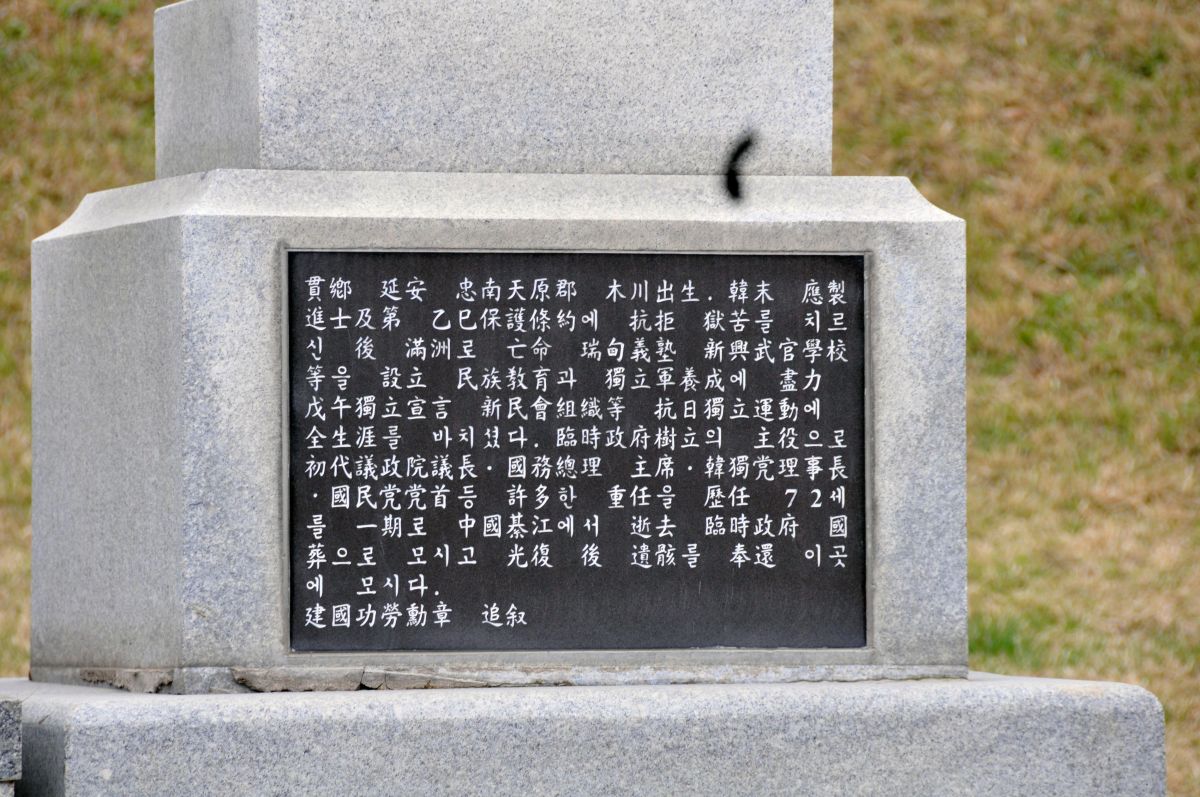 貫鄉 延安 忠南天原郡 木川出生. 韓末 應製
進士及第 乙巳保護條約에 抗拒 獄苦를 치르
신 後 滿洲로 亡命 瑞甸義塾 新興武官學校
등을 設立 民族教育과 獨立軍養成에 盡力
戊午獨立宣言 新民會組織等 抗日獨立運動에
全生涯를 바치셨다. 臨時政府樹立의 主役으로
初代議政院議長·國務總理 主席·韓獨党理事長
·國民党党首등 許多한 重任을 歷任 72세
를 一期로 中國綦江에서 逝去 臨時政府 國
葬으로 모시고 光復 後 遺骸를 奉還 이곳
에 모시다.
建國功勞勳章 追叙